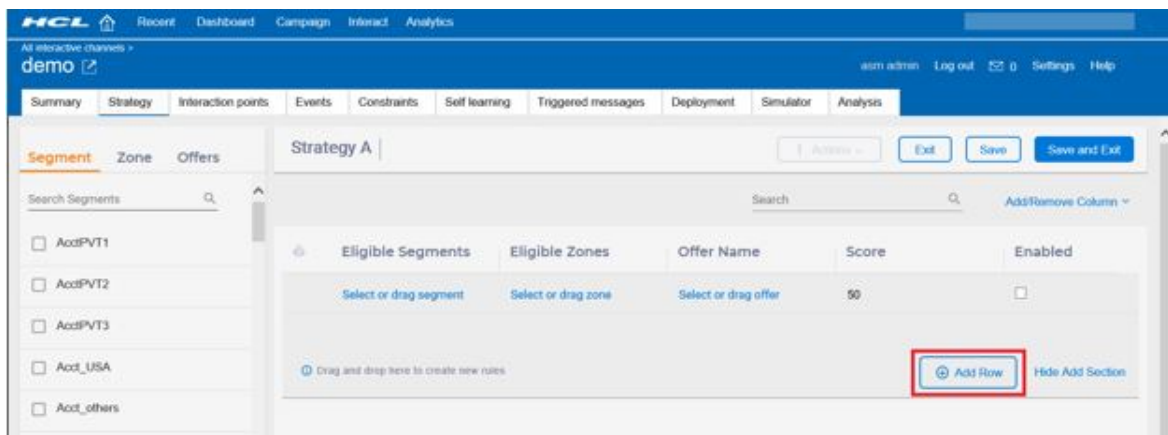 HCL Recent Dashboard Campaign Interact Analytics
All interactive channels >
demo
asm admin Log out 0 Settings Help
Summary Strategy Interaction points Events Constraints Self learning Triggered messages Deployment Simulator Analysis
Segment Zone Offers
Strategy A
Actions Exit Save Save and Exit
Search Segments
Search
Add/Remove Column
AcctPVT1
Eligible Segments Eligible Zones Offer Name Score Enabled
AcctPVT2
Select or drag segment Select or drag zone Select or drag offer 50
AcctPVT3
Acct_USA
Drag and drop here to create new rules
Add Row Hide Add Section
Acct_others